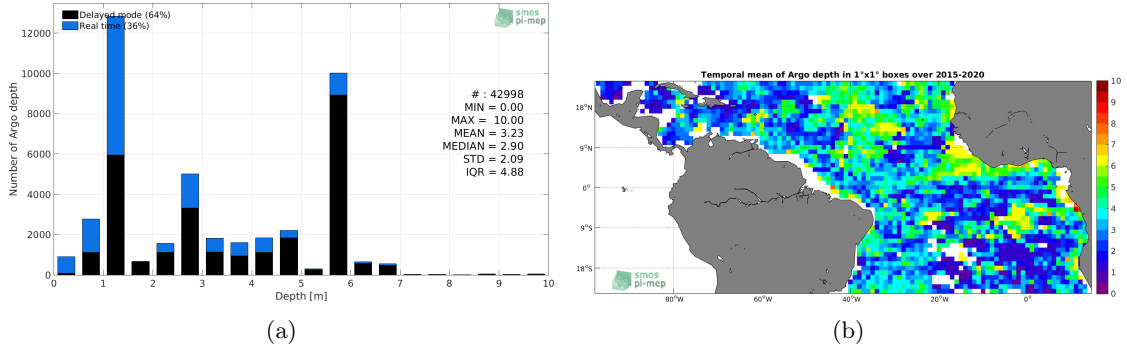 Delayed mode (64%)
Real time (36%)
smos
pi-mep
12000
10000
8000
6000
4000
2000
0
Number of Argo depth
# : 42998
MIN = 0.00
MAX = 10.00
MEAN = 3.23
MEDIAN = 2.90
STD = 2.09
IQR = 4.88
0 1 2 3 4 5 6 7 8 9 10
Depth [m]
(a)
Temporal mean of Argo depth in 1°x1° boxes over 2015-2020
18°N
9°N
0°
9°S
18°S
80°W 60°W 40°W 20°W 0°
smos
pi-mep
10
9
8
7
6
5
4
3
2
1
0
(b)